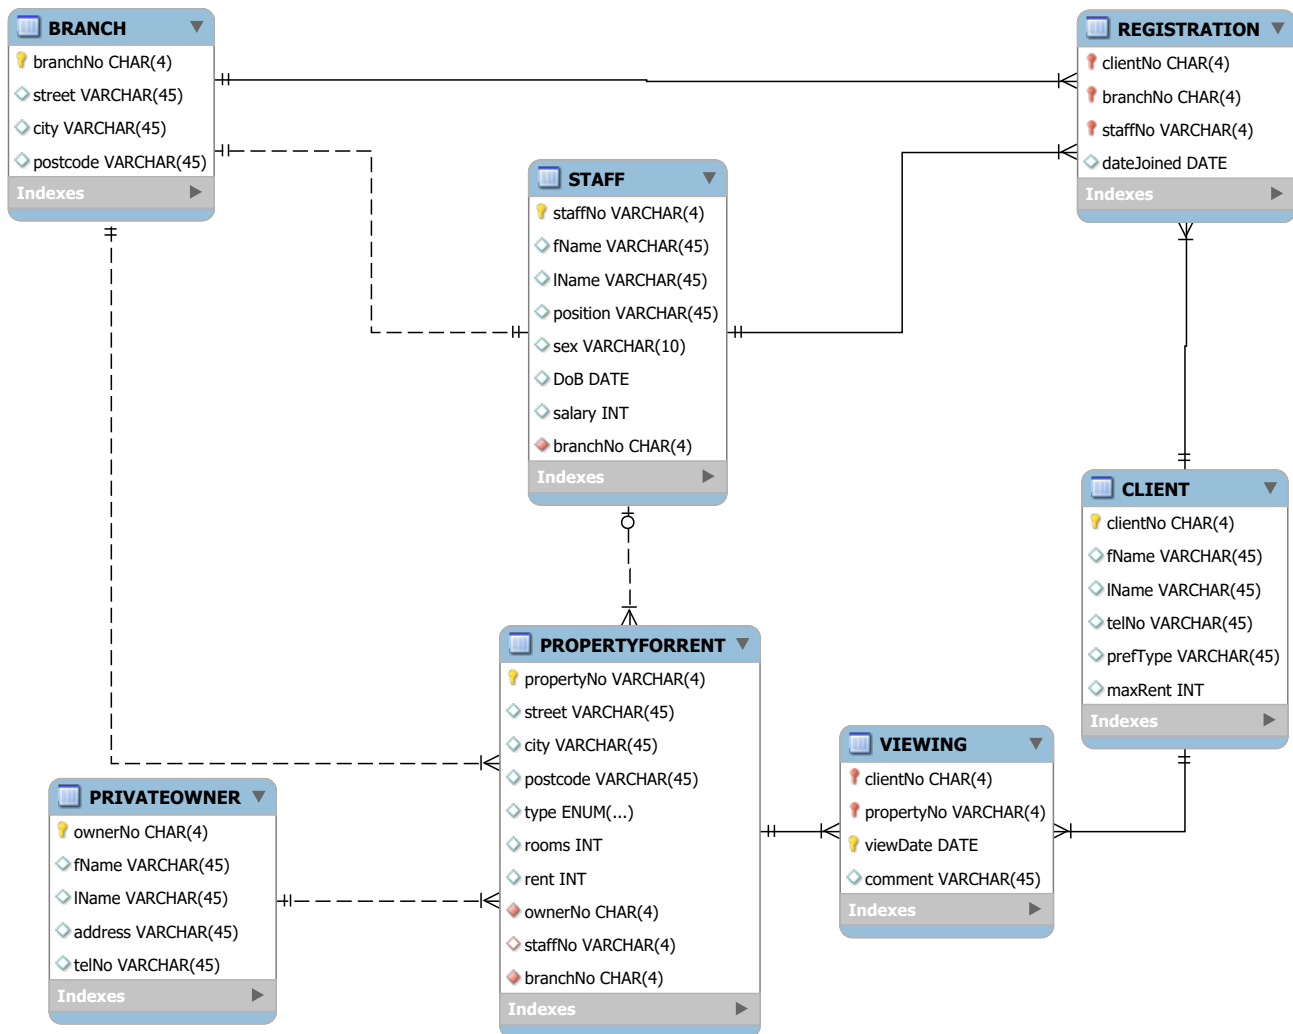 BRANCH
branchNo CHAR(4)
street VARCHAR(45)
city VARCHAR(45)
postcode VARCHAR(45)
Indexes
REGISTRATION
clientNo CHAR(4)
branchNo CHAR(4)
staffNo VARCHAR(4)
dateJoined DATE
Indexes
STAFF
staffNo VARCHAR(4)
fName VARCHAR(45)
lName VARCHAR(45)
position VARCHAR(45)
sex VARCHAR(10)
DoB DATE
salary INT
branchNo CHAR(4)
Indexes
CLIENT
clientNo CHAR(4)
fName VARCHAR(45)
lName VARCHAR(45)
telNo VARCHAR(45)
prefType VARCHAR(45)
maxRent INT
Indexes
PROPERTYFORRENT
propertyNo VARCHAR(4)
street VARCHAR(45)
city VARCHAR(45)
postcode VARCHAR(45)
type ENUM(...)
rooms INT
rent INT
ownerNo CHAR(4)
staffNo VARCHAR(4)
branchNo CHAR(4)
Indexes
VIEWING
clientNo CHAR(4)
propertyNo VARCHAR(4)
viewDate DATE
comment VARCHAR(45)
Indexes
PRIVATEOWNER
ownerNo CHAR(4)
fName VARCHAR(45)
lName VARCHAR(45)
address VARCHAR(45)
telNo VARCHAR(45)
Indexes